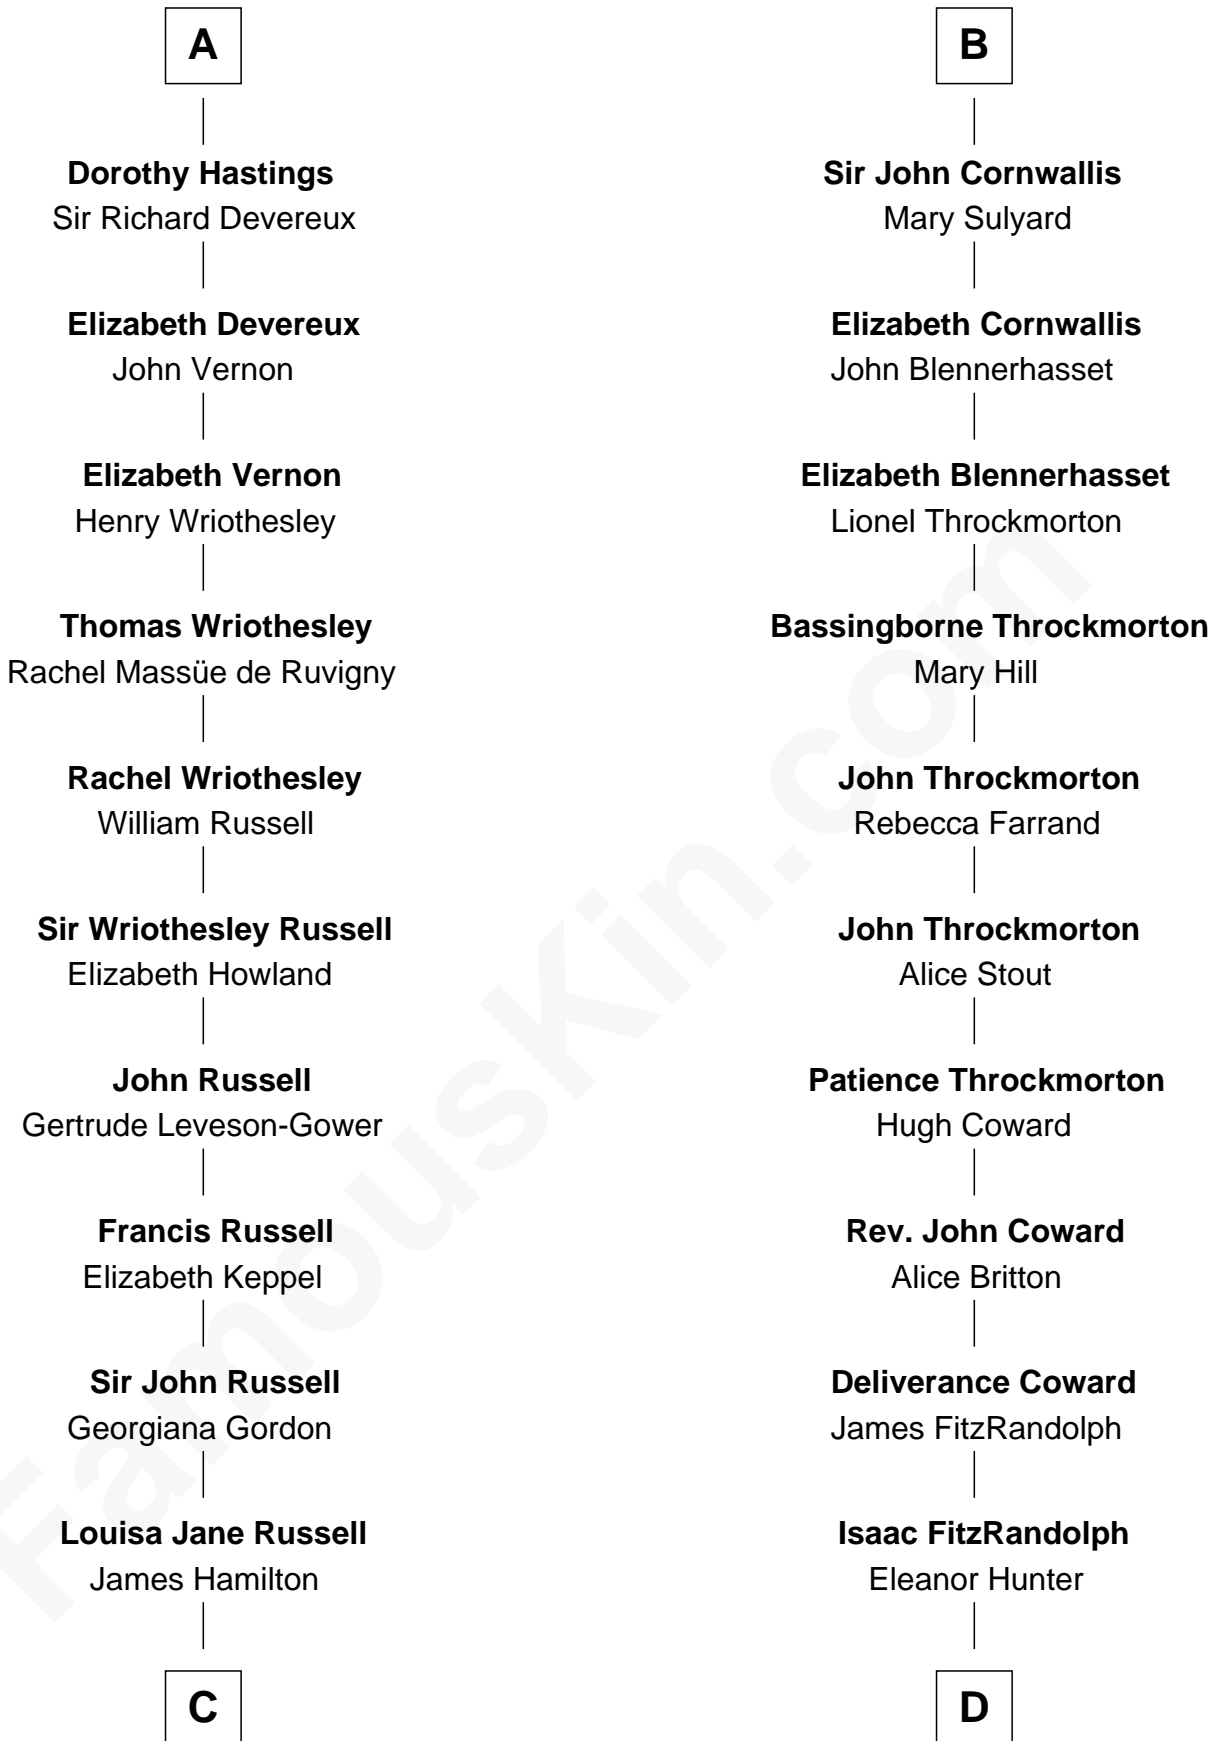 A
Dorothy Hastings
Sir Richard Devereux
Elizabeth Devereux
John Vernon
Elizabeth Vernon
Henry Wriothesley
Thomas Wriothesley
Rachel Massüe de Ruvigny
Rachel Wriothesley
William Russell
Sir Wriothesley Russell
Elizabeth Howland
John Russell
Gertrude Leveson-Gower
Francis Russell
Elizabeth Keppel
Sir John Russell
Georgiana Gordon
Louisa Jane Russell
James Hamilton
C
B
Sir John Cornwallis
Mary Sulyard
Elizabeth Cornwallis
John Blennerhasset
Elizabeth Blennerhasset
Lionel Throckmorton
Bassingborne Throckmorton
Mary Hill
John Throckmorton
Rebecca Farrand
John Throckmorton
Alice Stout
Patience Throckmorton
Hugh Coward
Rev. John Coward
Alice Britton
Deliverance Coward
James FitzRandolph
Isaac FitzRandolph
Eleanor Hunter
D
FamousKin.com